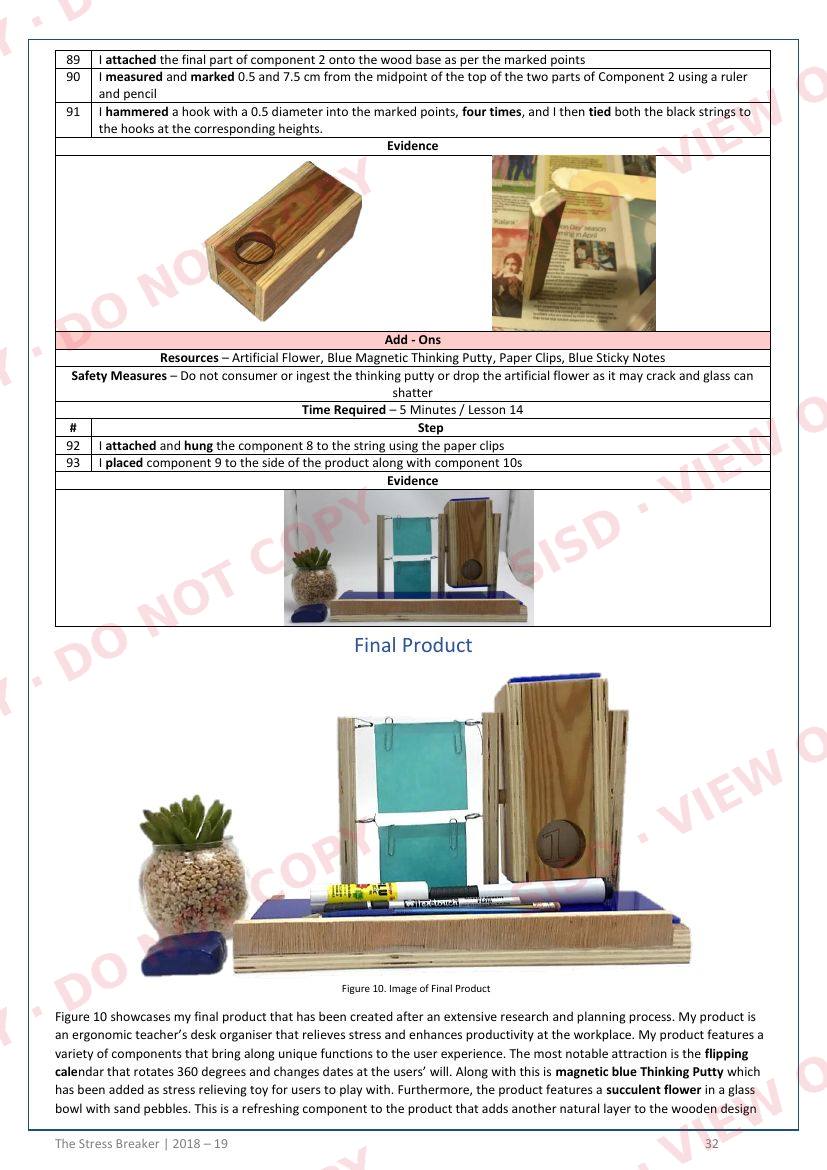 89 I attached the final part of component 2 onto the wood base as per the marked points
90 I measured and marked 0.5 and 7.5 cm from the midpoint of the top of the two parts of Component 2 using a ruler
and pencil
91 I hammered a hook with a 0.5 diameter into the marked points, four times, and I then tied both the black strings to
the hooks at the corresponding heights.
Evidence
Add - Ons
Resources – Artificial Flower, Blue Magnetic Thinking Putty, Paper Clips, Blue Sticky Notes
Safety Measures – Do not consumer or ingest the thinking putty or drop the artificial flower as it may crack and glass can
shatter
Time Required – 5 Minutes / Lesson 14
# Step
92 I attached and hung the component 8 to the string using the paper clips
93 I placed component 9 to the side of the product along with component 10s
Evidence
Final Product
1
Figure 10. Image of Final Product
Figure 10 showcases my final product that has been created after an extensive research and planning process. My product is
an ergonomic teacher's desk organiser that relieves stress and enhances productivity at the workplace. My product features a
variety of components that bring along unique functions to the user experience. The most notable attraction is the flipping
calendar that rotates 360 degrees and changes dates at the users' will. Along with this is magnetic blue Thinking Putty which
has been added as stress relieving toy for users to play with. Furthermore, the product features a succulent flower in a glass
bowl with sand pebbles. This is a refreshing component to the product that adds another natural layer to the wooden design
The Stress Breaker | 2018 – 19 32
SISD · VIEW O
Y · DO NOT COPY